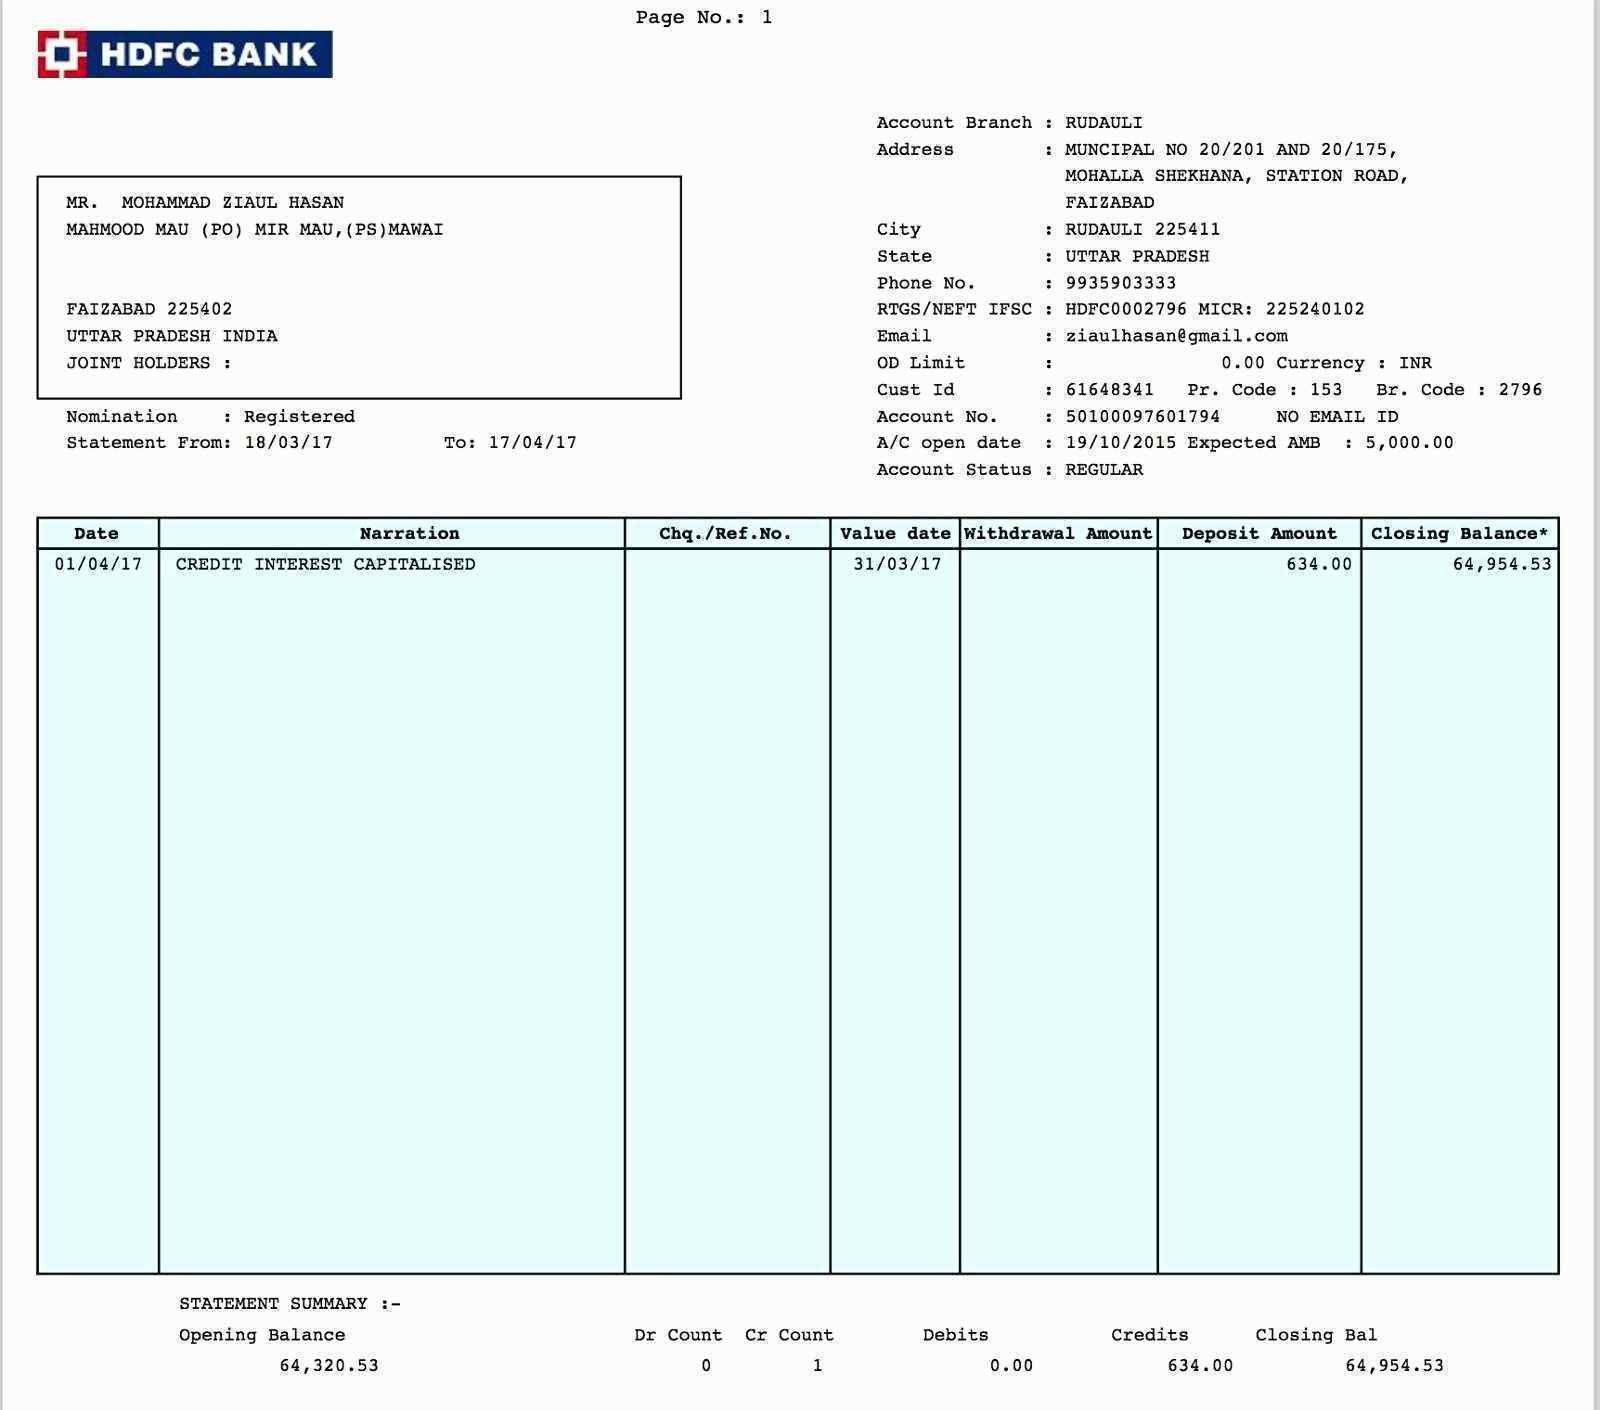 Page No.: 1
HDFC BANK
Account Branch : RUDAULI
Address : MUNCIPAL NO 20/201 AND 20/175,
MOHALLA SHEKHANA, STATION ROAD,
FAIZABAD
City : RUDAULI 225411
State : UTTAR PRADESH
Phone No. : 9935903333
RTGS/NEFT IFSC : HDFC0002796 MICR: 225240102
Email : ziaulhasan@gmail.com
OD Limit : 0.00 Currency : INR
Cust Id : 61648341 Pr. Code : 153 Br. Code : 2796
Account No. : 50100097601794 NO EMAIL ID
A/C open date : 19/10/2015 Expected AMB : 5,000.00
Account Status : REGULAR
MR. MOHAMMAD ZIAUL HASAN
MAHMOOD MAU (PO) MIR MAU,(PS)MAWAI
FAIZABAD 225402
UTTAR PRADESH INDIA
JOINT HOLDERS :
Nomination : Registered
Statement From: 18/03/17 To: 17/04/17
Date Narration Chq./Ref.No. Value date Withdrawal Amount Deposit Amount Closing Balance*
01/04/17 CREDIT INTEREST CAPITALISED 31/03/17 634.00 64,954.53
STATEMENT SUMMARY :-
Opening Balance Dr Count Cr Count Debits Credits Closing Bal
64,320.53 0 1 0.00 634.00 64,954.53